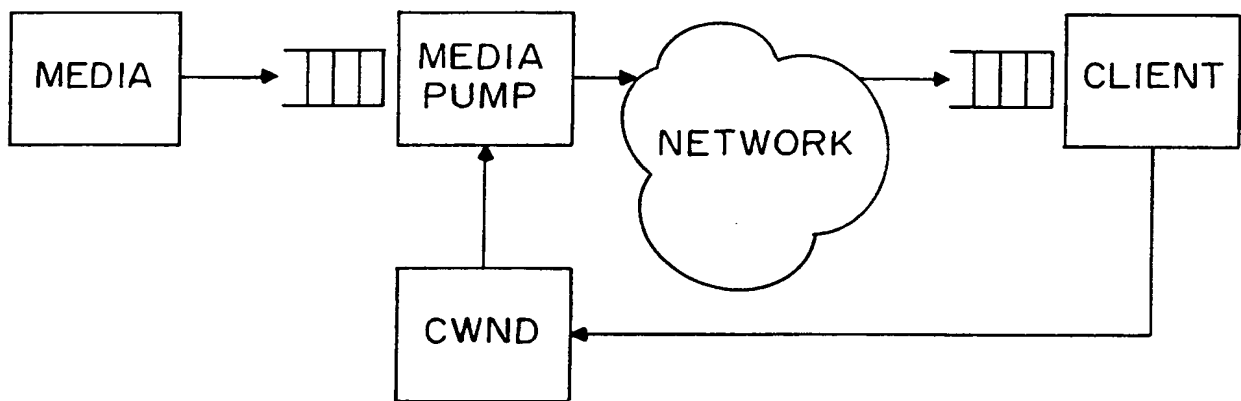 MEDIA
MEDIA
PUMP
NETWORK
CLIENT
CWND